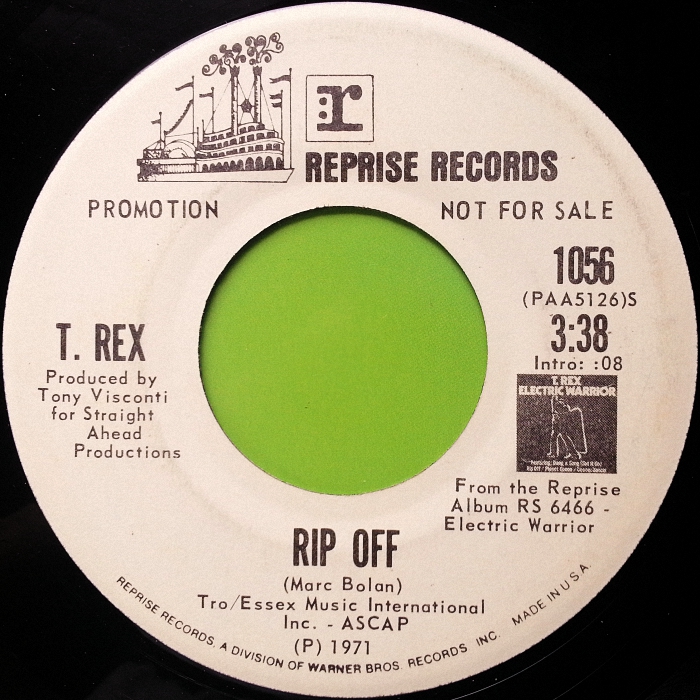 r
REPRISE RECORDS
PROMOTION
NOT FOR SALE
1056
(PAA5126)S
3:38
Intro: :08
T. REX
Produced by
Tony Visconti
for Straight
Ahead
Productions
T. REX
ELECTRIC WARRIOR
From the Reprise
Album RS 6466 -
Electric Warrior
RIP OFF
(Marc Bolan)
Tro/Essex Music International
Inc. - ASCAP
(P) 1971
REPRISE RECORDS, A DIVISION OF WARNER BROS. RECORDS INC. MADE IN U.S.A.